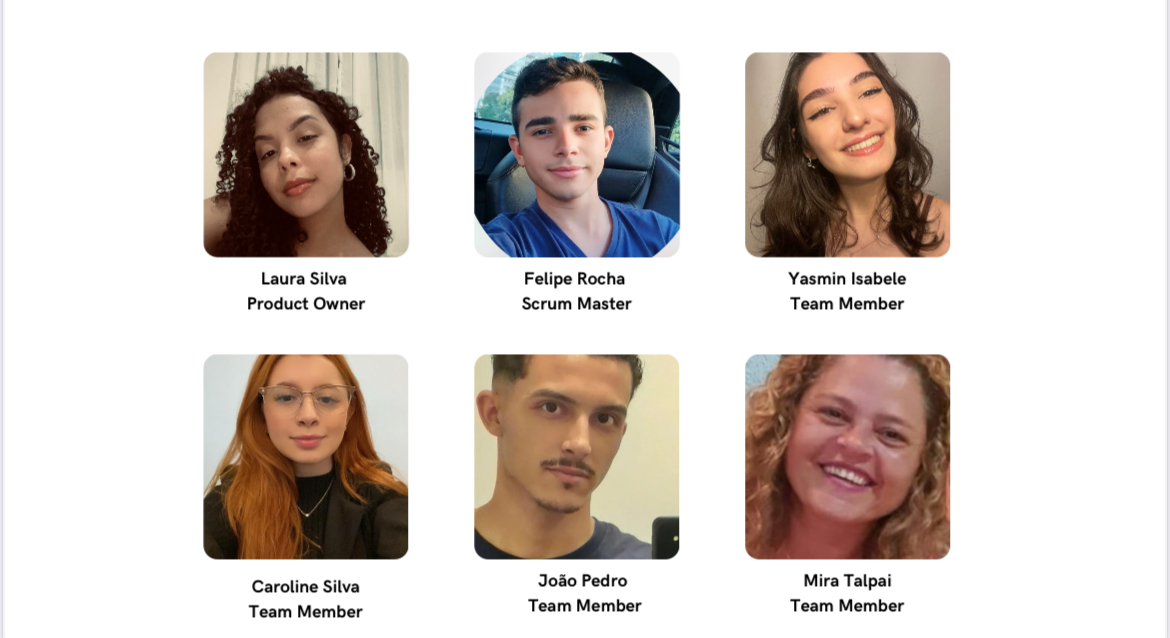 Laura Silva
Product Owner
Felipe Rocha
Scrum Master
Yasmin Isabele
Team Member
Caroline Silva
Team Member
João Pedro
Team Member
Mira Talpai
Team Member